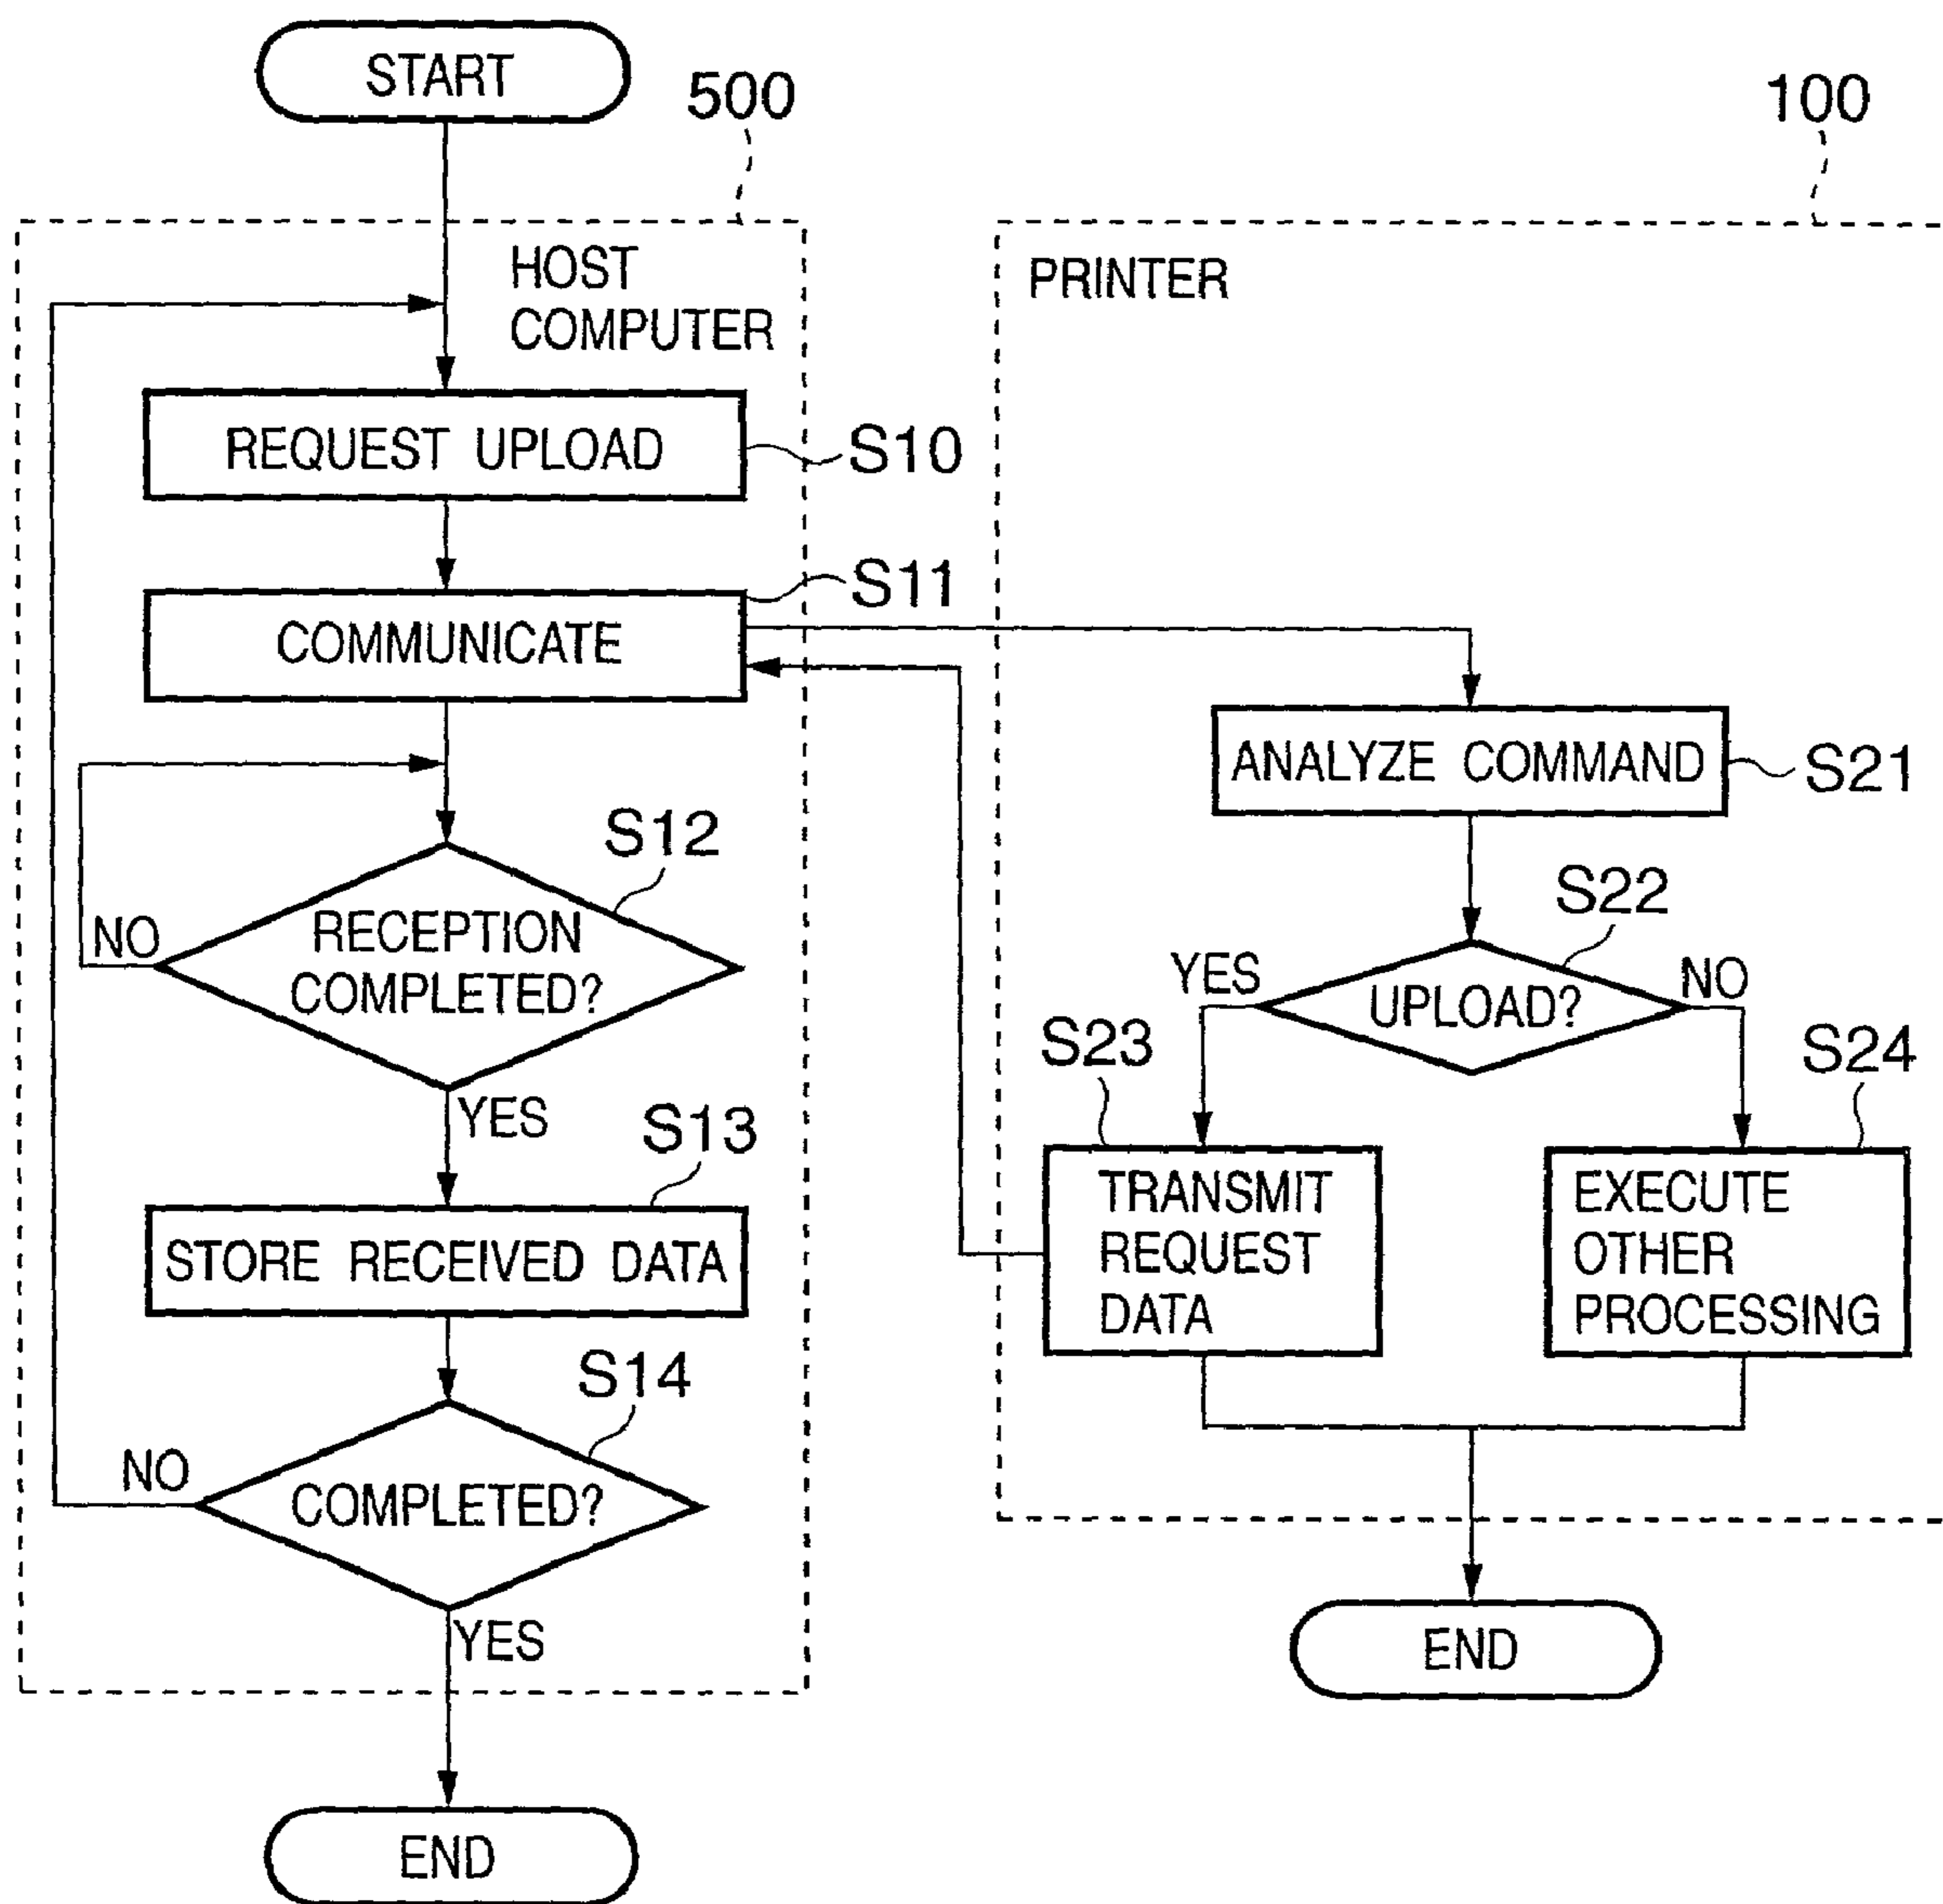 START
500
100
HOST
COMPUTER
PRINTER
REQUEST UPLOAD
S10
S11
COMMUNICATE
ANALYZE COMMAND
S21
S12
NO
RECEPTION
COMPLETED?
YES
S22
YES
UPLOAD?
NO
S23
S24
S13
STORE RECEIVED DATA
TRANSMIT
REQUEST
DATA
EXECUTE
OTHER
PROCESSING
S14
NO
COMPLETED?
YES
END
END